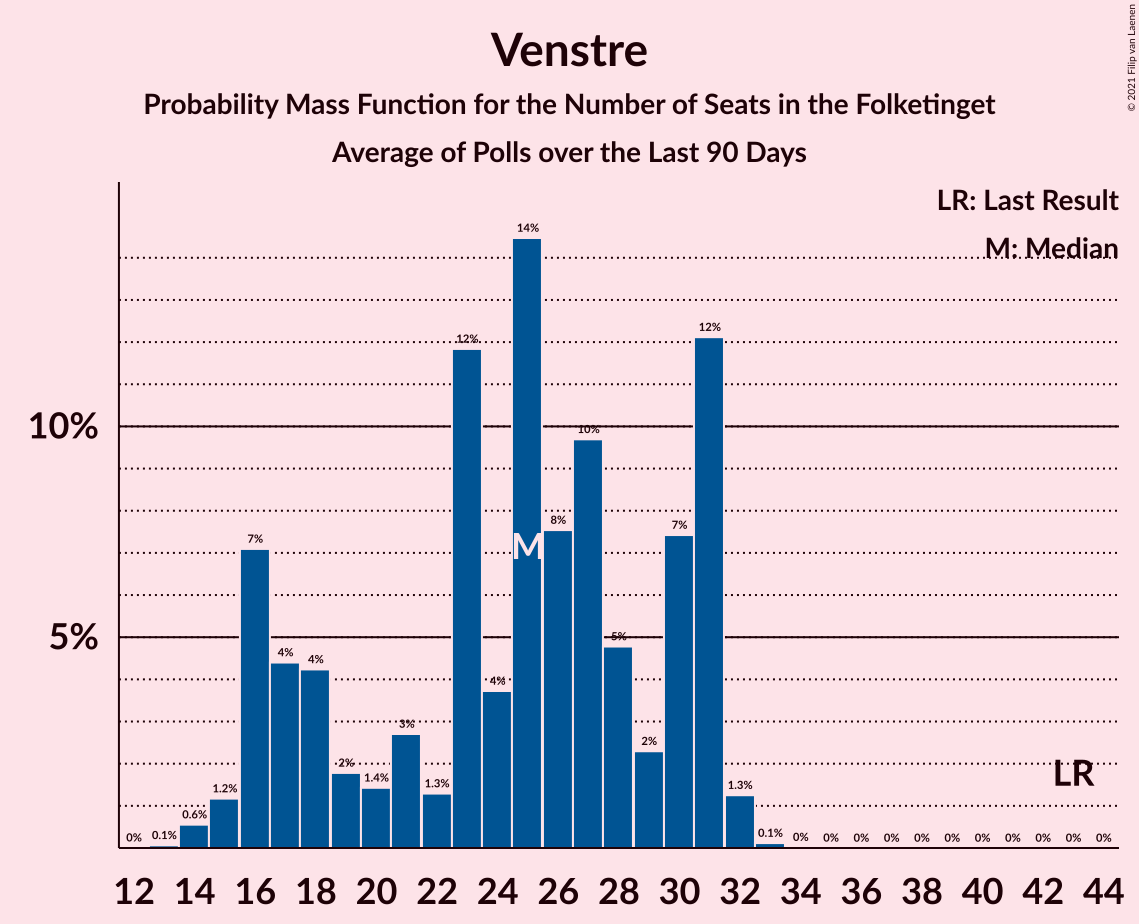 Venstre
Probability Mass Function for the Number of Seats in the Folketinget
Average of Polls over the Last 90 Days
© 2021 Filip van Laenen
LR: Last Result
M: Median
10%
5%
0% 0.1% 0.6% 1.2% 7% 4% 4% 2% 1.4% 3% 1.3% 12% 4% 14% 8% 10% 5% 2% 7% 12% 1.3% 0.1% 0% 0% 0% 0% 0% 0% 0% 0% 0% 0% 0%
M
LR
12 14 16 18 20 22 24 26 28 30 32 34 36 38 40 42 44